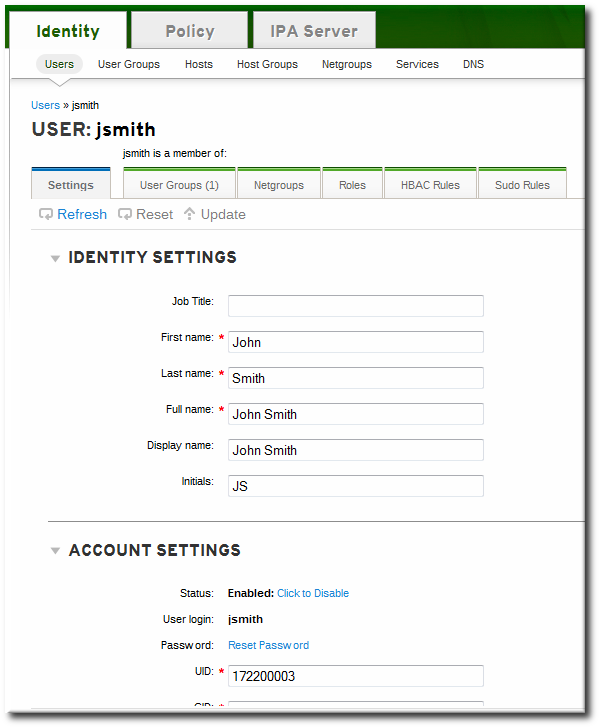 Identity Policy IPA Server
Users User Groups Hosts Host Groups Netgroups Services DNS
Users » jsmith
USER: jsmith
jsmith is a member of:
Settings User Groups (1) Netgroups Roles HBAC Rules Sudo Rules
Refresh Reset Update
IDENTITY SETTINGS
Job Title:
First name: * John
Last name: * Smith
Full name: * John Smith
Display name: John Smith
Initials: JS
ACCOUNT SETTINGS
Status: Enabled: Click to Disable
User login: jsmith
Password: Reset Password
UID: * 172200003